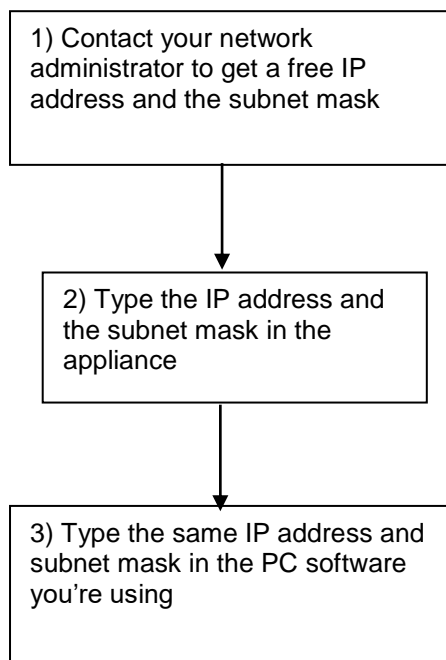 1) Contact your network
administrator to get a free IP
address and the subnet mask
2) Type the IP address and
the subnet mask in the
appliance
3) Type the same IP address and
subnet mask in the PC software
you’re using